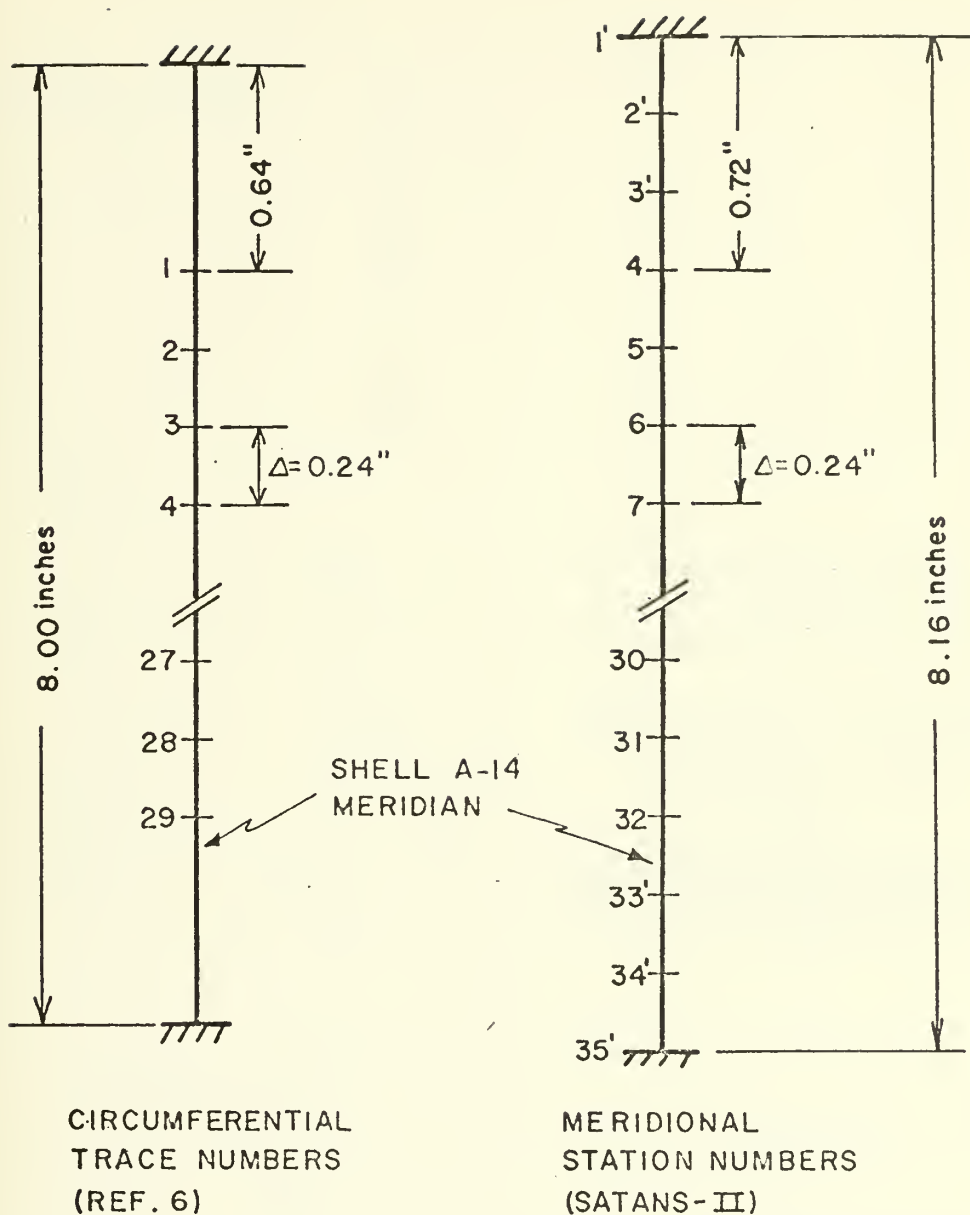 8.00 inches
0.64"
1
2
3
4
Δ=0.24"
27
28
29
SHELL A-14
MERIDIAN
1'
2'
3'
4
5
6
7
0.72"
Δ=0.24"
30
31
32
33'
34'
35'
8.16 inches
CIRCUMFERENTIAL
TRACE NUMBERS
(REF. 6)
MERIDIONAL
STATION NUMBERS
(SATANS-II)